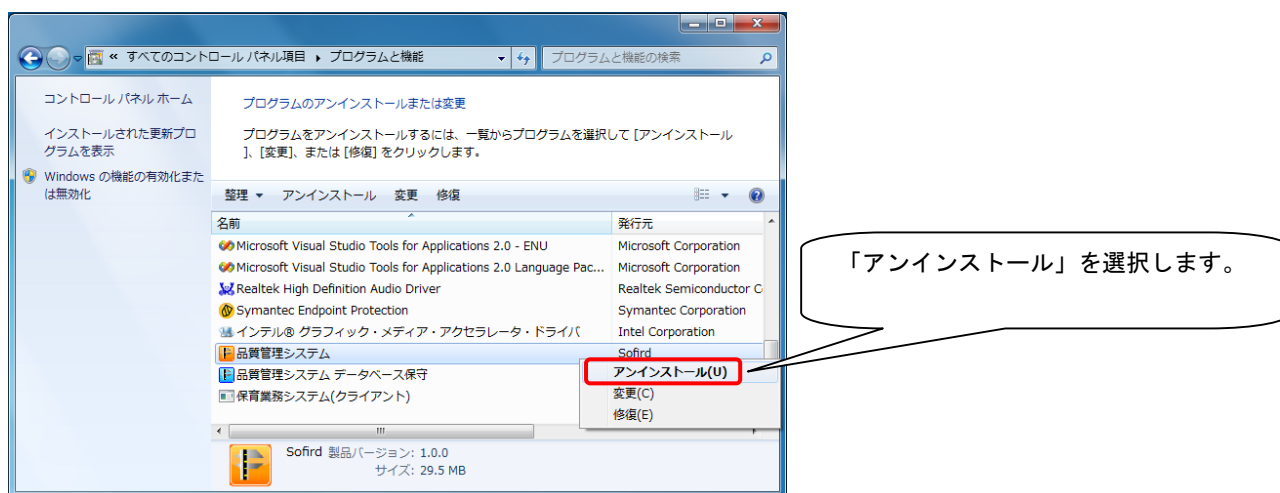 « すべてのコントロール パネル項目 ▸ プログラムと機能
プログラムと機能の検索
コントロール パネル ホーム
インストールされた更新プロ
グラムを表示
Windows の機能の有効化また
は無効化
プログラムのアンインストールまたは変更
プログラムをアンインストールするには、一覧からプログラムを選択して [アンインストール
]、[変更]、または [修復] をクリックします。
整理 ▼ アンインストール 変更 修復
名前 発行元
Microsoft Visual Studio Tools for Applications 2.0 - ENU Microsoft Corporation
Microsoft Visual Studio Tools for Applications 2.0 Language Pac... Microsoft Corporation
Realtek High Definition Audio Driver Realtek Semiconductor C
Symantec Endpoint Protection Symantec Corporation
インテル® グラフィック・メディア・アクセラレータ・ドライバ Intel Corporation
品質管理システム Sofird
品質管理システム データベース保守
保育業務システム(クライアント)
アンインストール(U)
変更(C)
修復(E)
Sofird 製品バージョン: 1.0.0
サイズ: 29.5 MB
「アンインストール」を選択します。